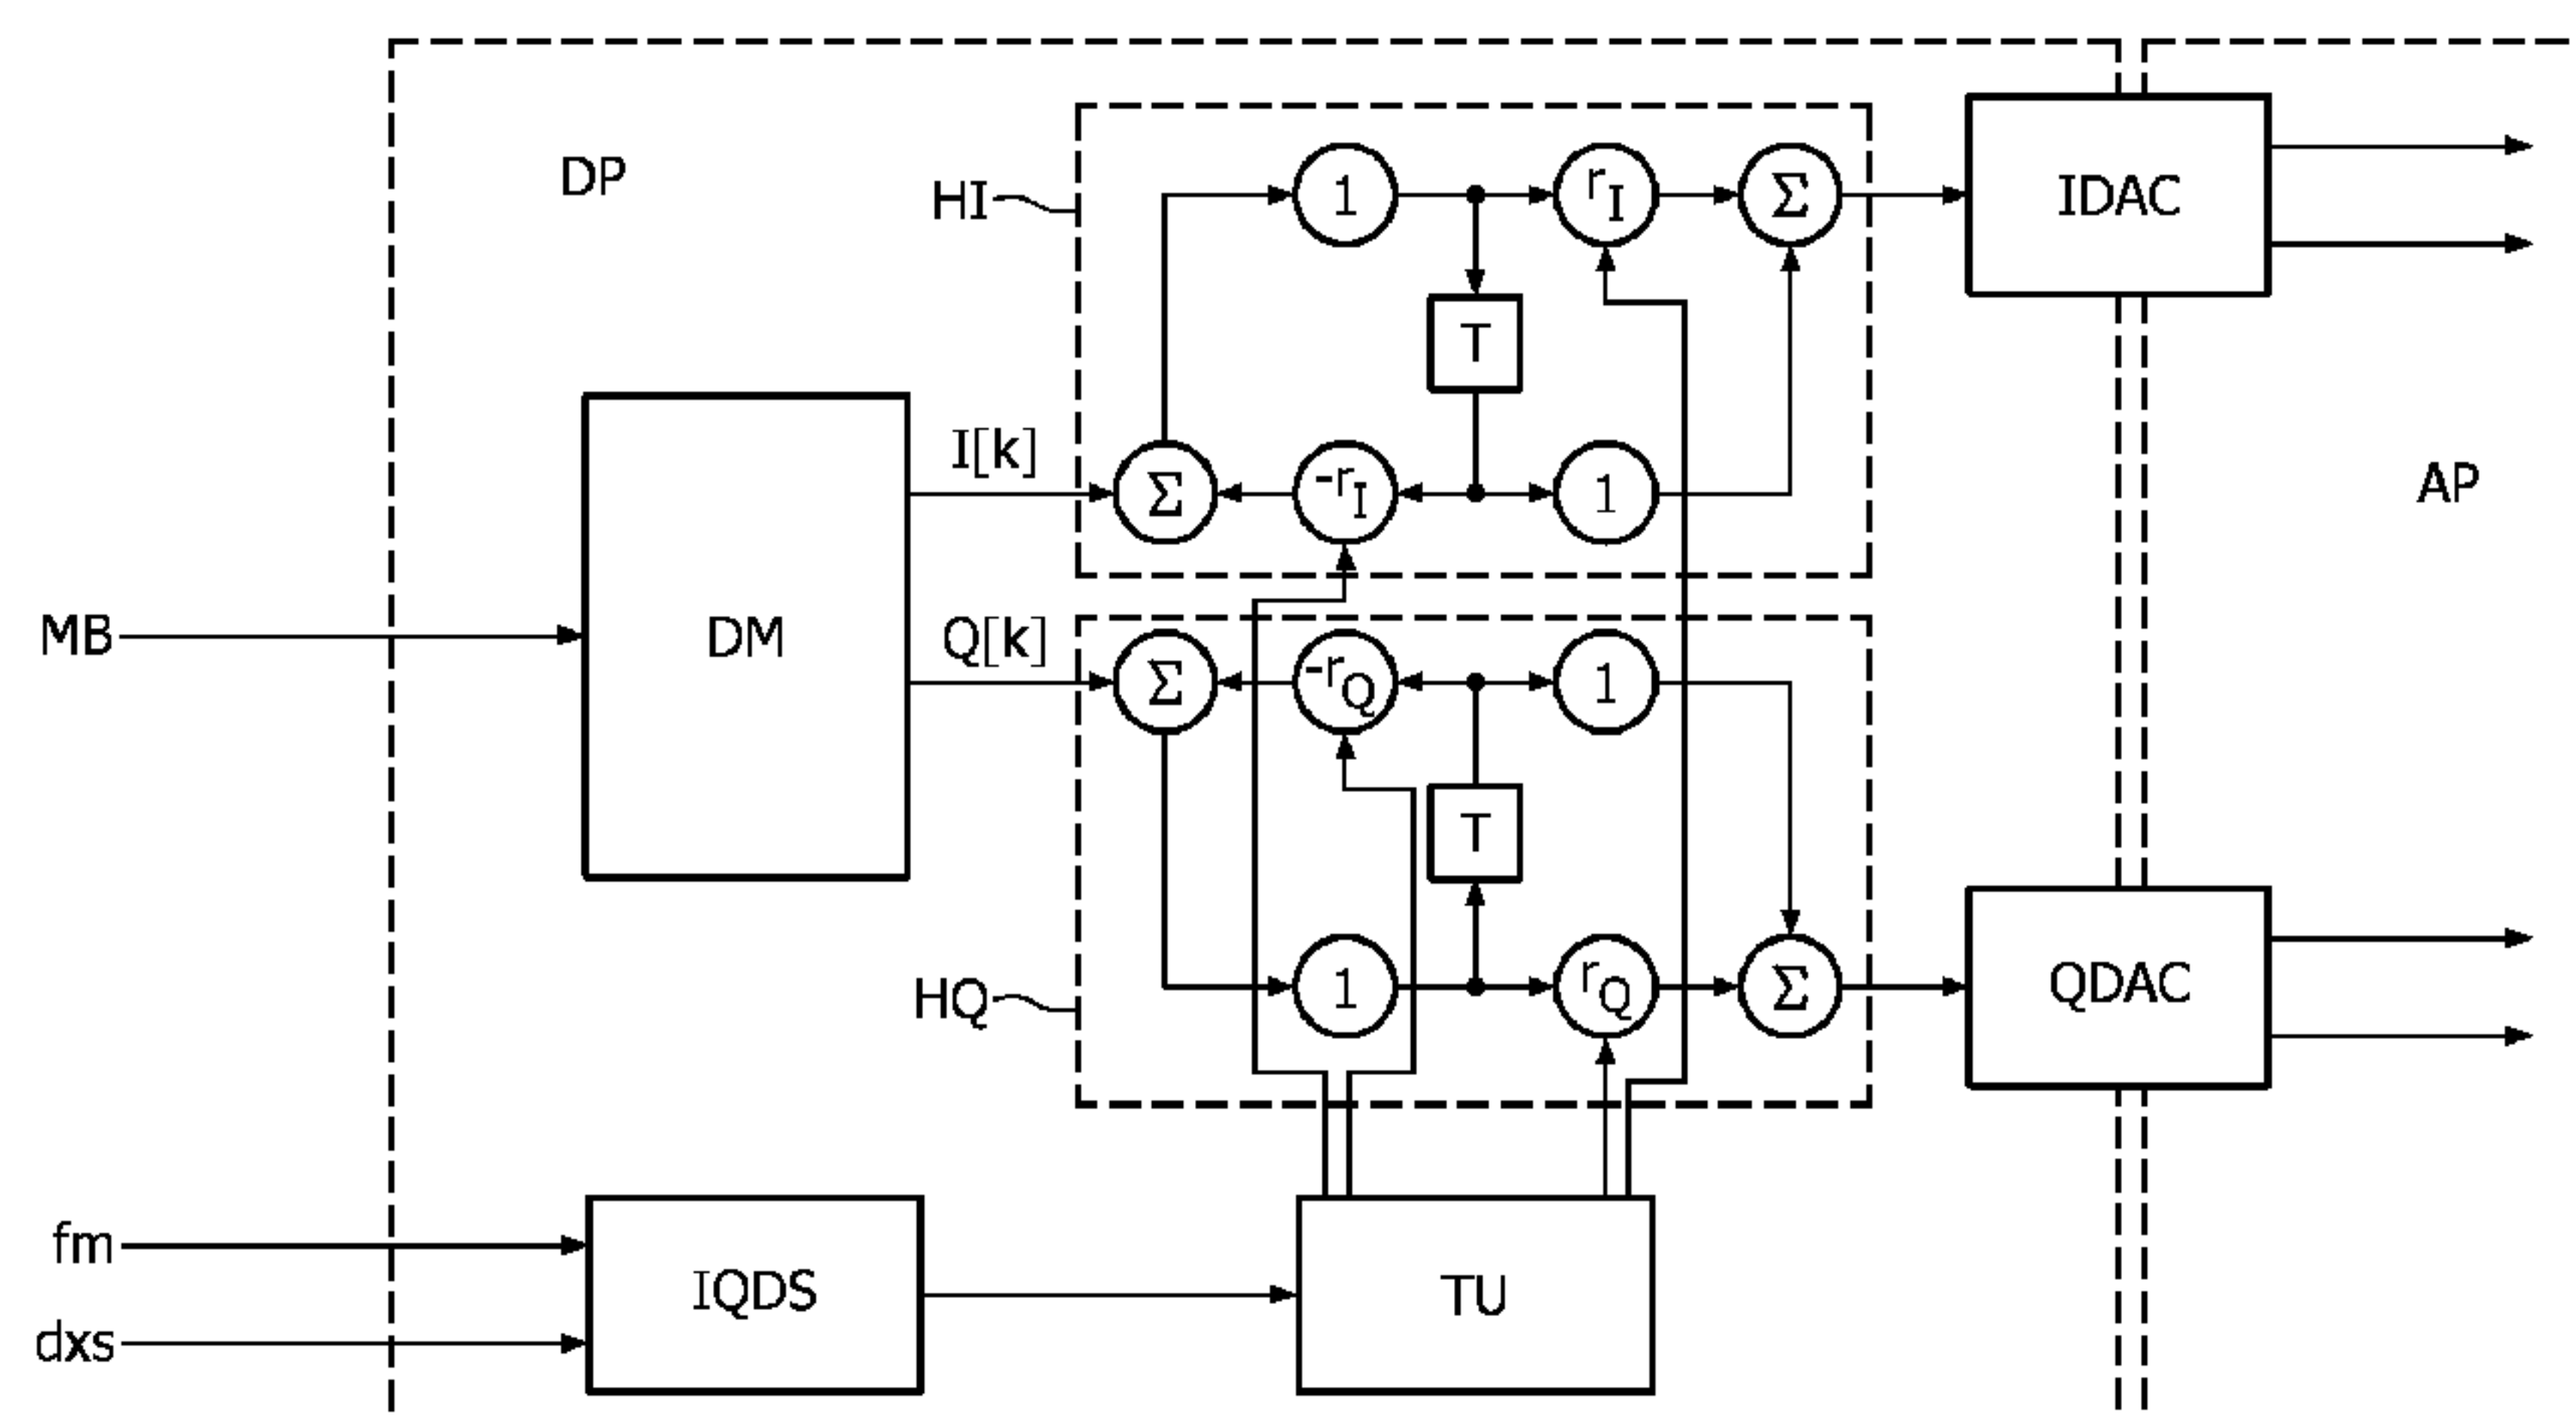 DP
HI
1
rI
Σ
IDAC
T
I[k]
Σ
-rI
1
AP
MB
DM
Q[k]
Σ
-rQ
1
T
HQ
1
rQ
Σ
QDAC
fm
dxs
IQDS
TU